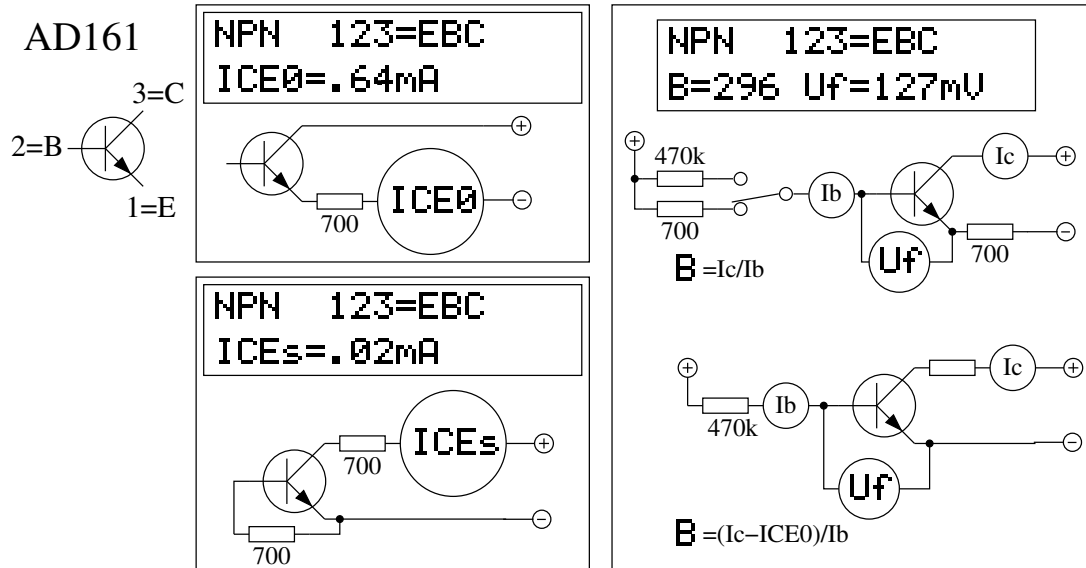 AD161
3=C
2=B
1=E
NPN 123=EBC
ICE0=.64mA
+
ICE0
−
700
NPN 123=EBC
ICEs=.02mA
ICEs
+
700
−
700
NPN 123=EBC
B=296 Uf=127mV
+
470k
Ic
+
Ib
700
−
Uf
700
B =Ic/Ib
+
Ic
+
Ib
470k
−
Uf
B =(Ic−ICE0)/Ib